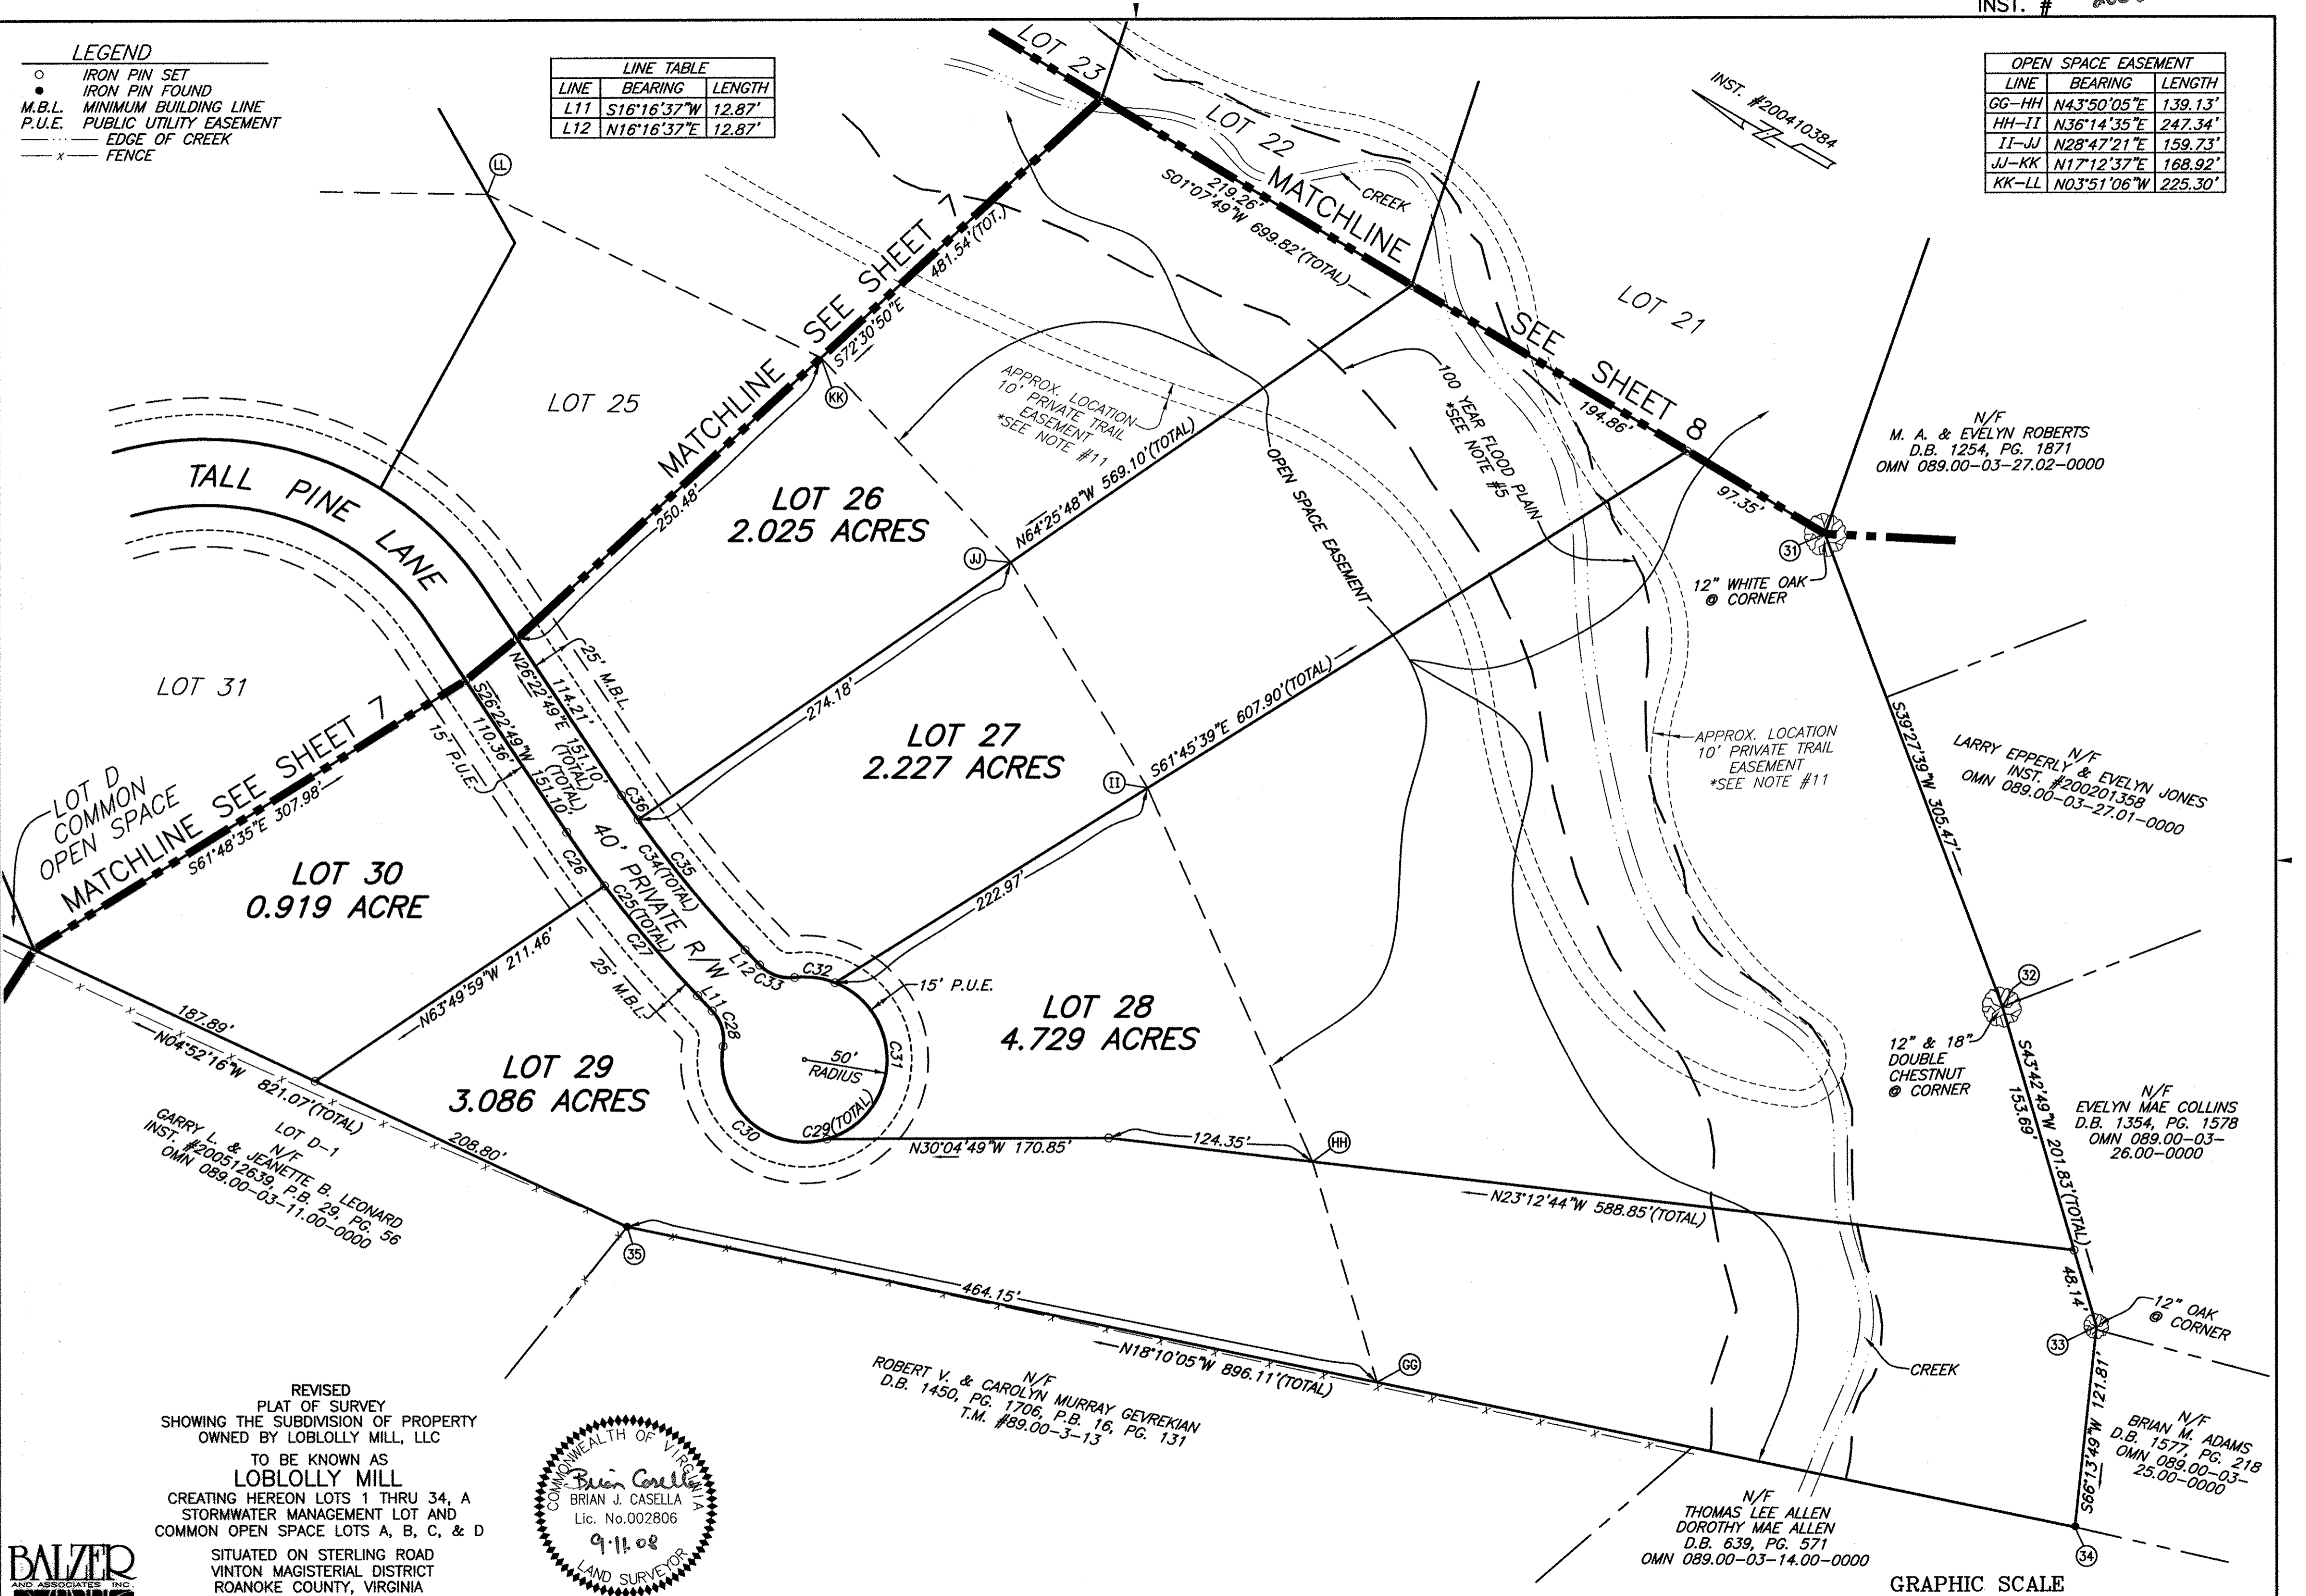 INST. #
LEGEND
IRON PIN SET
IRON PIN FOUND
M.B.L. MINIMUM BUILDING LINE
P.U.E. PUBLIC UTILITY EASEMENT
EDGE OF CREEK
x FENCE
LINE TABLE
LINE BEARING LENGTH
L11 S16°16'37"W 12.87'
L12 N16°16'37"E 12.87'
OPEN SPACE EASEMENT
LINE BEARING LENGTH
GG-HH N43°50'05"E 139.13'
HH-II N36°14'35"E 247.34'
II-JJ N28°47'21"E 159.73'
JJ-KK N17°12'37"E 168.92'
KK-LL N03°51'06"W 225.30'
INST. #200410384
LOT 23
LOT 22
CREEK
MATCHLINE
219.26'
S01°07'49"W 699.82'(TOTAL)
LL
MATCHLINE SEE SHEET 7
481.54'(TOT.)
S72°30'50"E
250.48'
KK
LOT 25
LOT 21
SEE SHEET 8
194.86'
97.35'
APPROX. LOCATION
10' PRIVATE TRAIL
EASEMENT
*SEE NOTE #11
100 YEAR FLOOD PLAIN
*SEE NOTE #5
OPEN SPACE EASEMENT
N/F
M. A. & EVELYN ROBERTS
D.B. 1254, PG. 1871
OMN 089.00-03-27.02-0000
31
12" WHITE OAK
@ CORNER
TALL PINE LANE
LOT 26
2.025 ACRES
N64°25'48"W 569.10'(TOTAL)
JJ
274.18'
LOT 31
MATCHLINE SEE SHEET 7
S61°48'35"E 307.98'
LOT D
COMMON
OPEN SPACE
15' P.U.E.
25' M.B.L.
N26°22'49"E 151.10'
114.21' (TOTAL)
S26°22'49"W 151.10'
110.36' (TOTAL)
LOT 27
2.227 ACRES
II
S61°45'39"E 607.90'(TOTAL)
222.97'
APPROX. LOCATION
10' PRIVATE TRAIL
EASEMENT
*SEE NOTE #11
S39°27'39"W 305.47'
N/F
LARRY EPPERLY & EVELYN JONES
INST. #200201358
OMN 089.00-03-27.01-0000
LOT 30
0.919 ACRE
C36
C34(TOTAL)
C35
40' PRIVATE R/W
C26
C25(TOTAL)
C27
L12
C33
C32
L11
C28
25' M.B.L.
15' P.U.E.
N63°49'59"W 211.46'
187.89'
N04°52'16"W 821.07'(TOTAL)
LOT 28
4.729 ACRES
50'
RADIUS
C31
C30
C29(TOTAL)
LOT 29
3.086 ACRES
208.80'
32
12" & 18"
DOUBLE
CHESTNUT
@ CORNER
S43°42'49"W 201.83'(TOTAL)
153.69'
N/F
EVELYN MAE COLLINS
D.B. 1354, PG. 1578
OMN 089.00-03-
26.00-0000
LOT D-1
N/F
GARRY L. & JEANETTE B. LEONARD
INST. #200512639, P.B. 29, PG. 56
OMN 089.00-03-11.00-0000
N30°04'49"W 170.85'
124.35'
HH
N23°12'44"W 588.85'(TOTAL)
35
464.15'
N18°10'05"W 896.11'(TOTAL)
GG
48.14'
33
12" OAK
@ CORNER
CREEK
S66°13'49"W 121.81'
N/F
BRIAN M. ADAMS
D.B. 1577, PG. 218
OMN 089.00-03-
25.00-0000
N/F
ROBERT V. & CAROLYN MURRAY GEVREKIAN
D.B. 1450, PG. 1706, P.B. 16, PG. 131
T.M. #89.00-3-13
N/F
THOMAS LEE ALLEN
DOROTHY MAE ALLEN
D.B. 639, PG. 571
OMN 089.00-03-14.00-0000
34
GRAPHIC SCALE
REVISED
PLAT OF SURVEY
SHOWING THE SUBDIVISION OF PROPERTY
OWNED BY LOBLOLLY MILL, LLC
TO BE KNOWN AS
LOBLOLLY MILL
CREATING HEREON LOTS 1 THRU 34, A
STORMWATER MANAGEMENT LOT AND
COMMON OPEN SPACE LOTS A, B, C, & D
SITUATED ON STERLING ROAD
VINTON MAGISTERIAL DISTRICT
ROANOKE COUNTY, VIRGINIA
COMMONWEALTH OF VIRGINIA
Brian Casella
BRIAN J. CASELLA
Lic. No.002806
9·11·08
LAND SURVEYOR
BALZER
AND ASSOCIATES INC.